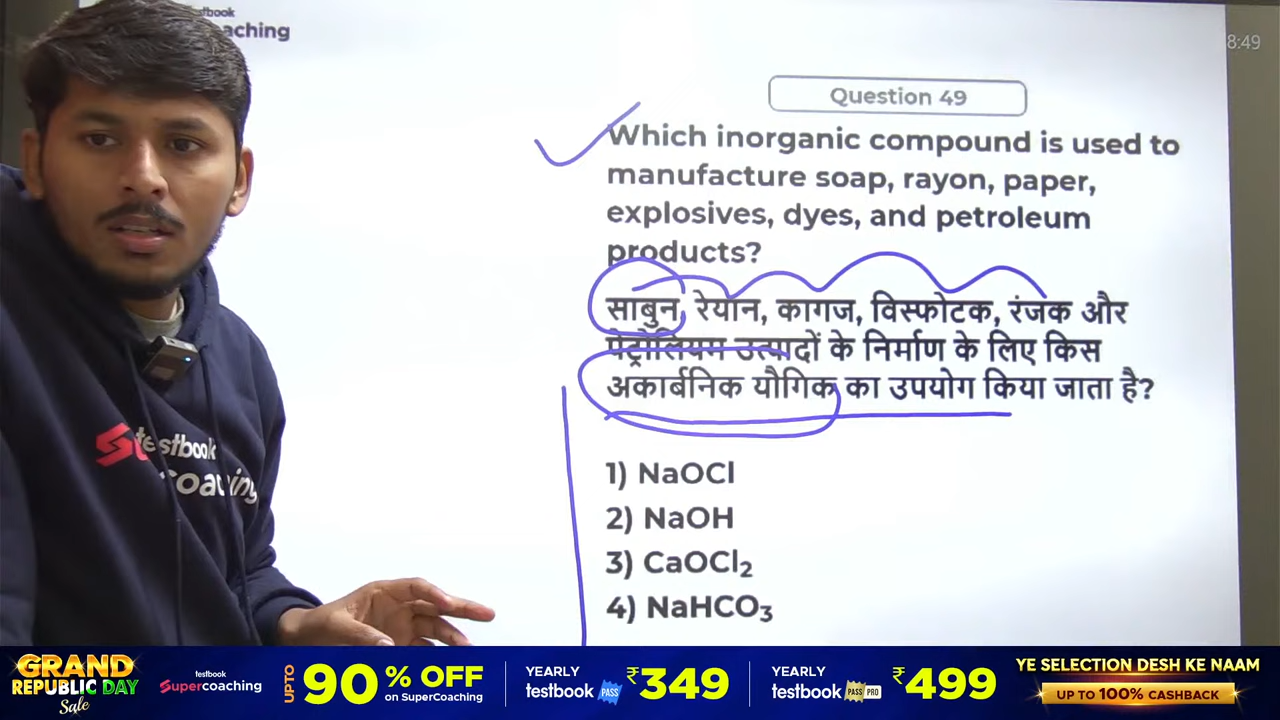 testbook
aching
8:49
Question 49
Which inorganic compound is used to
manufacture soap, rayon, paper,
explosives, dyes, and petroleum
products?
साबुन, रेयान, कागज, विस्फोटक, रंजक और
पेट्रोलियम उत्पादों के निर्माण के लिए किस
अकार्बनिक यौगिक का उपयोग किया जाता है?
1) NaOCl
2) NaOH
3) CaOCl₂
4) NaHCO₃
testbook
coaching
GRAND
REPUBLIC DAY
Sale
testbook
Supercoaching
UPTO
90% OFF
on SuperCoaching
YEARLY
testbook PASS
₹349
YEARLY
testbook PASS PRO
₹499
YE SELECTION DESH KE NAAM
UP TO 100% CASHBACK